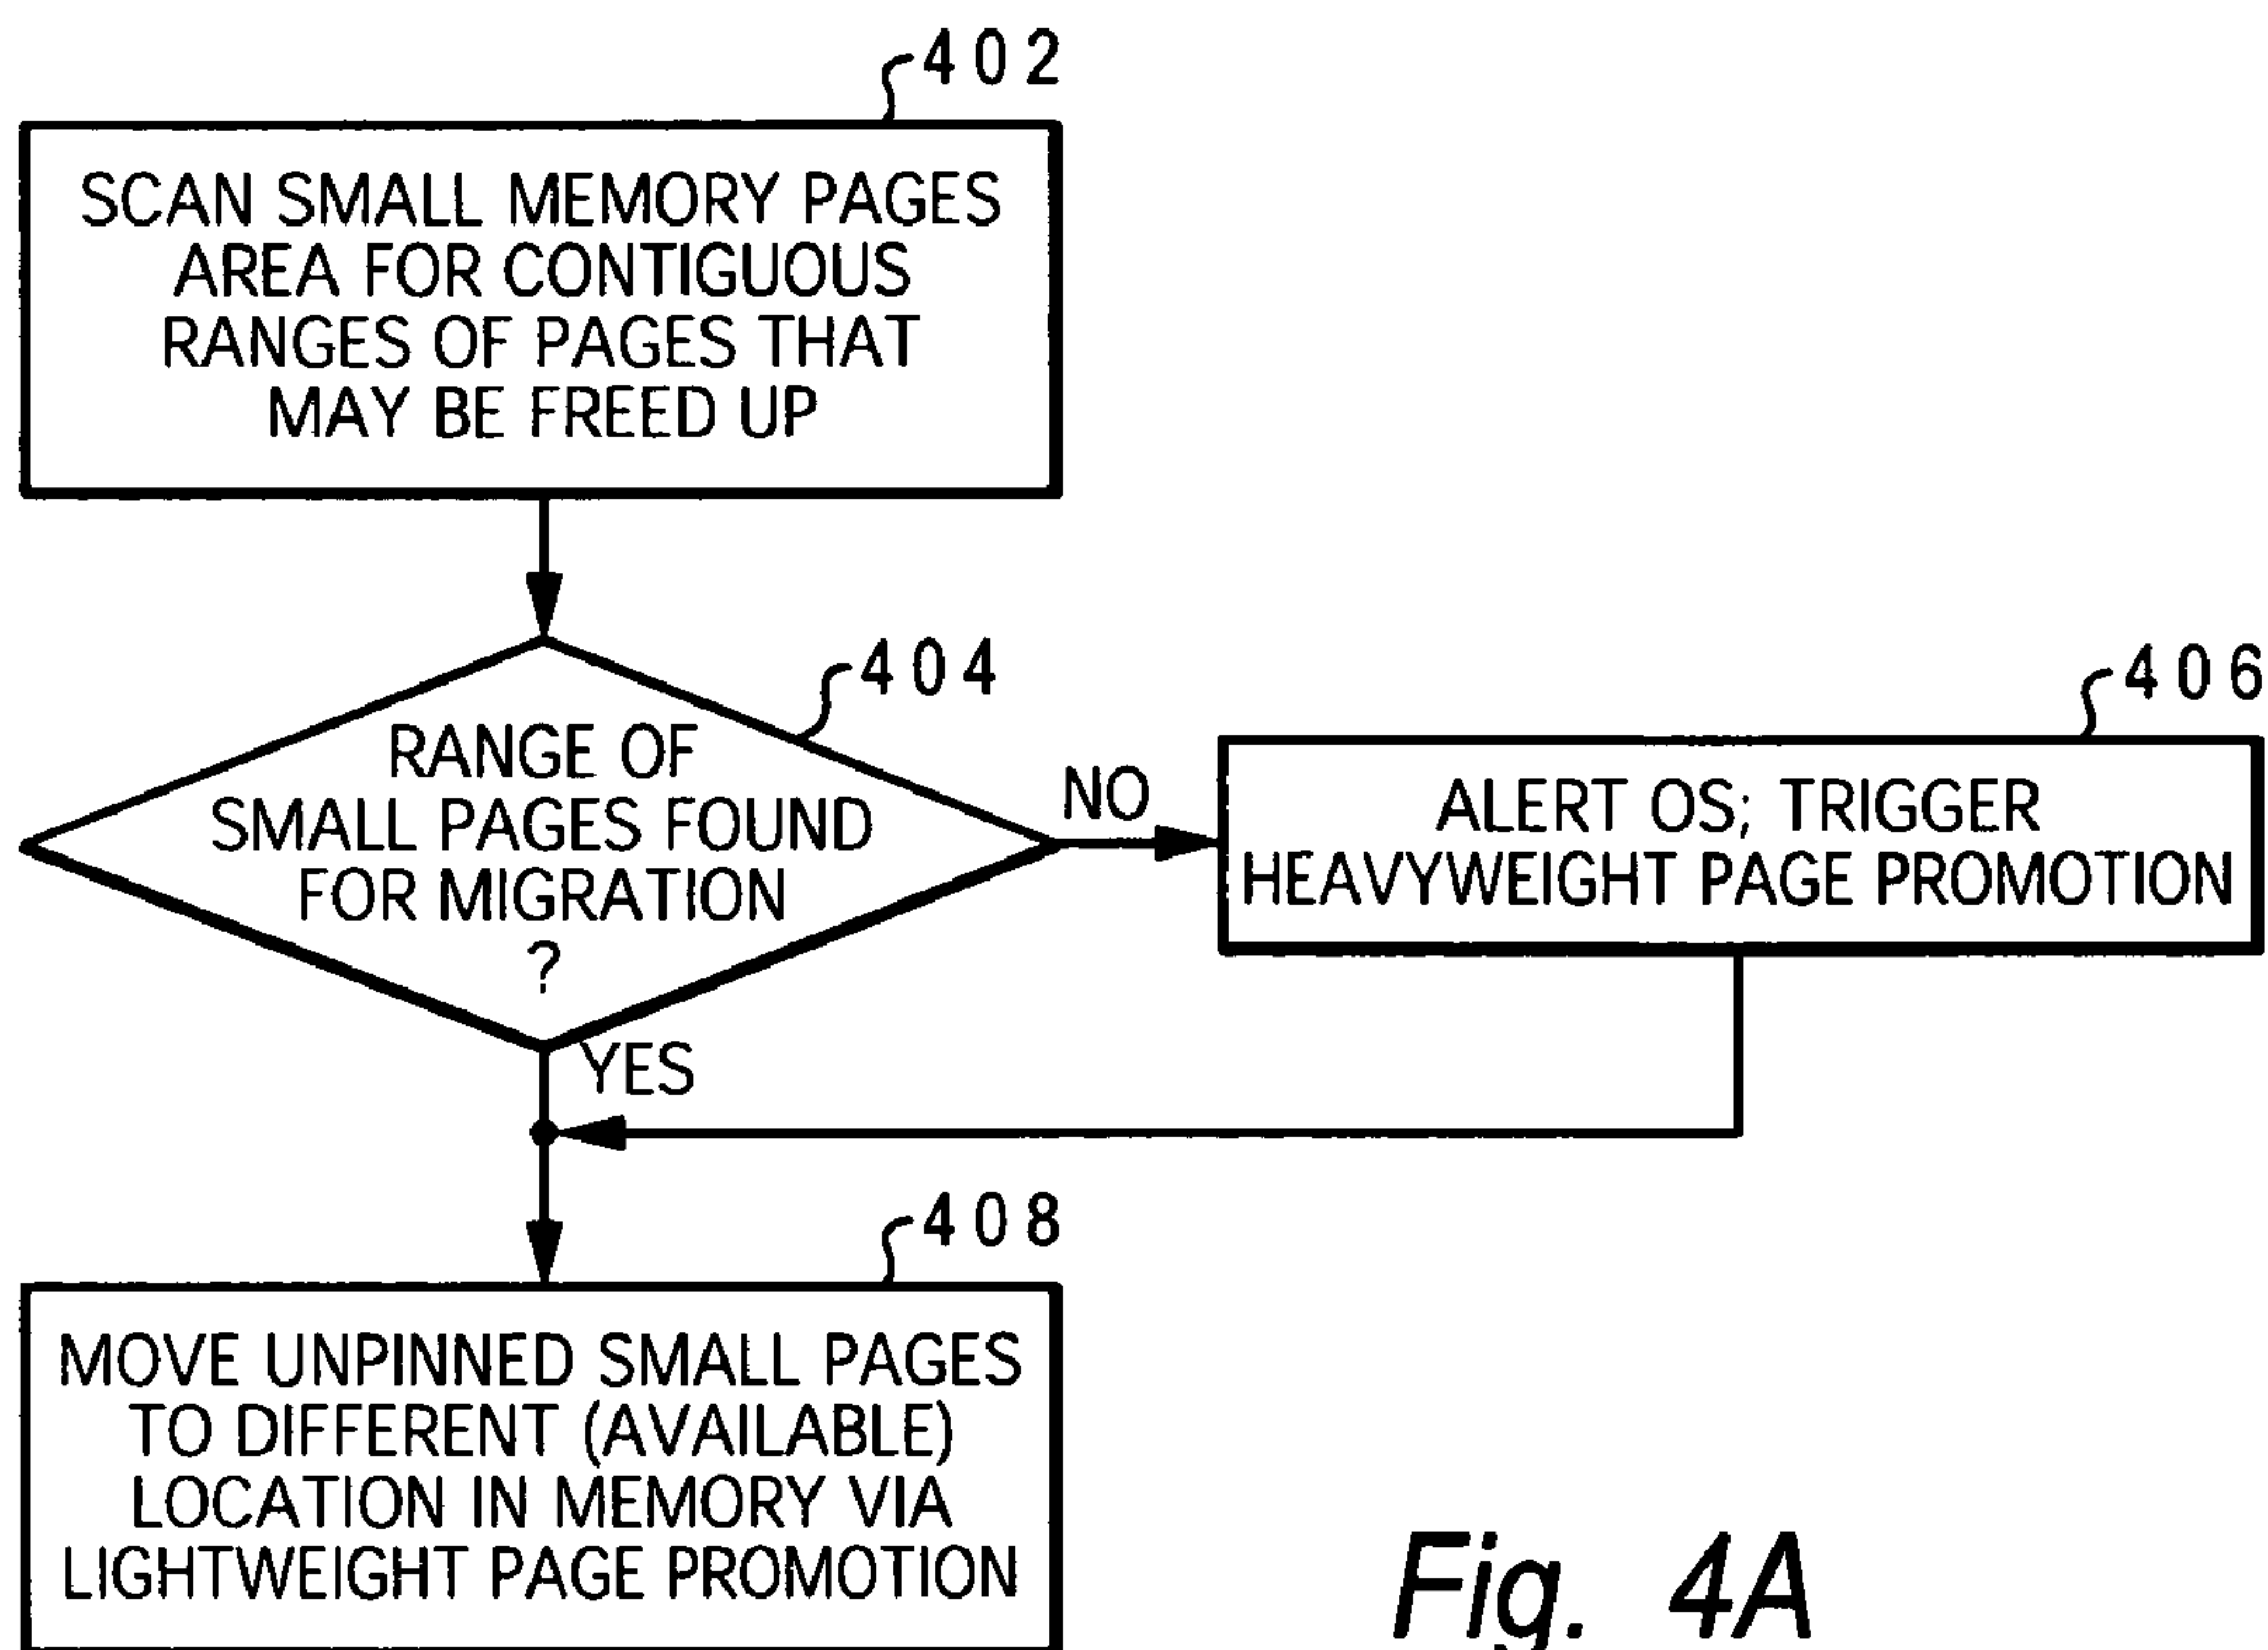 402
SCAN SMALL MEMORY PAGES
AREA FOR CONTIGUOUS
RANGES OF PAGES THAT
MAY BE FREED UP
404
RANGE OF
SMALL PAGES FOUND
FOR MIGRATION
?
NO
406
ALERT OS; TRIGGER
HEAVYWEIGHT PAGE PROMOTION
YES
408
MOVE UNPINNED SMALL PAGES
TO DIFFERENT (AVAILABLE)
LOCATION IN MEMORY VIA
LIGHTWEIGHT PAGE PROMOTION
Fig. 4A